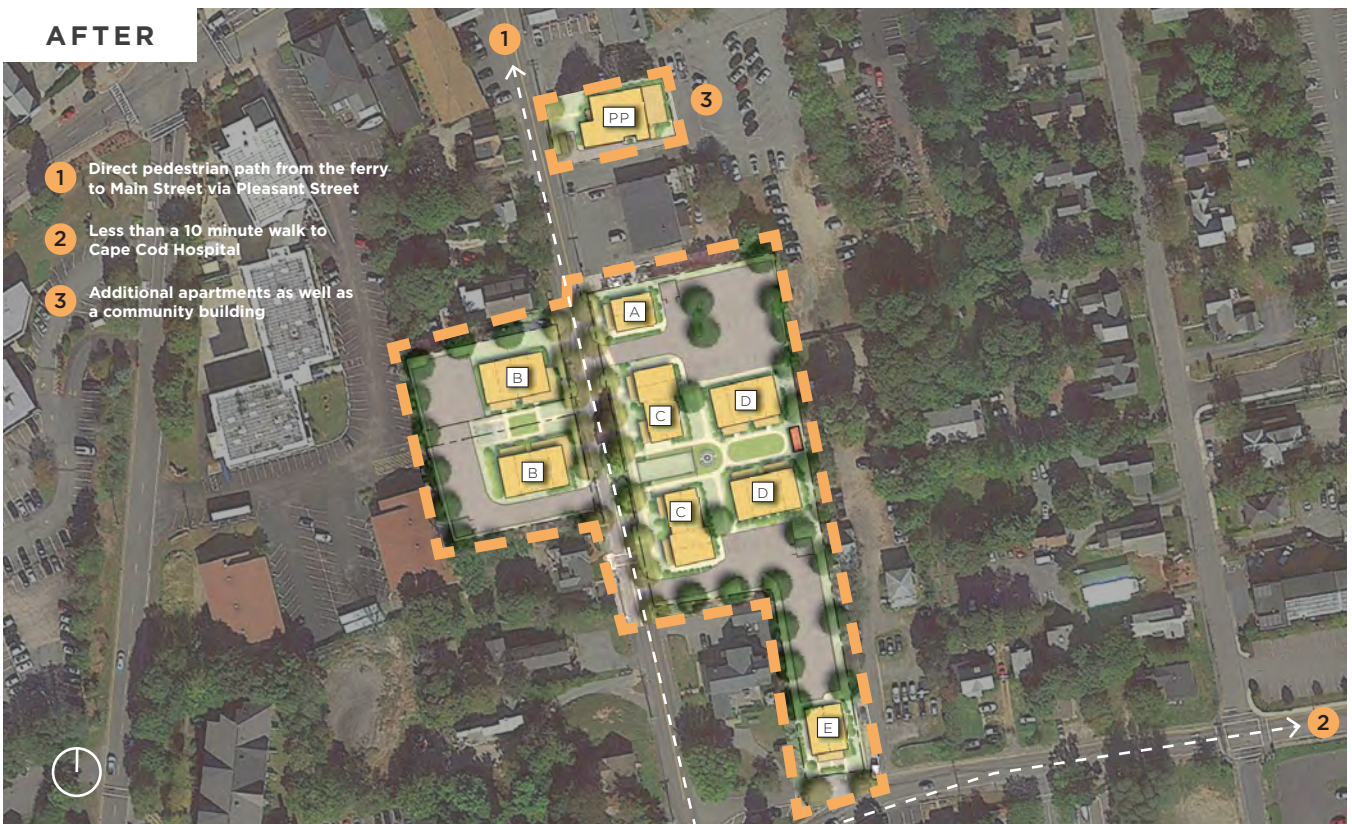 AFTER
1
3
PP
1 Direct pedestrian path from the ferry
to Main Street via Pleasant Street
2 Less than a 10 minute walk to
Cape Cod Hospital
3 Additional apartments as well as
a community building
A
B
C
D
B
D
C
E
2